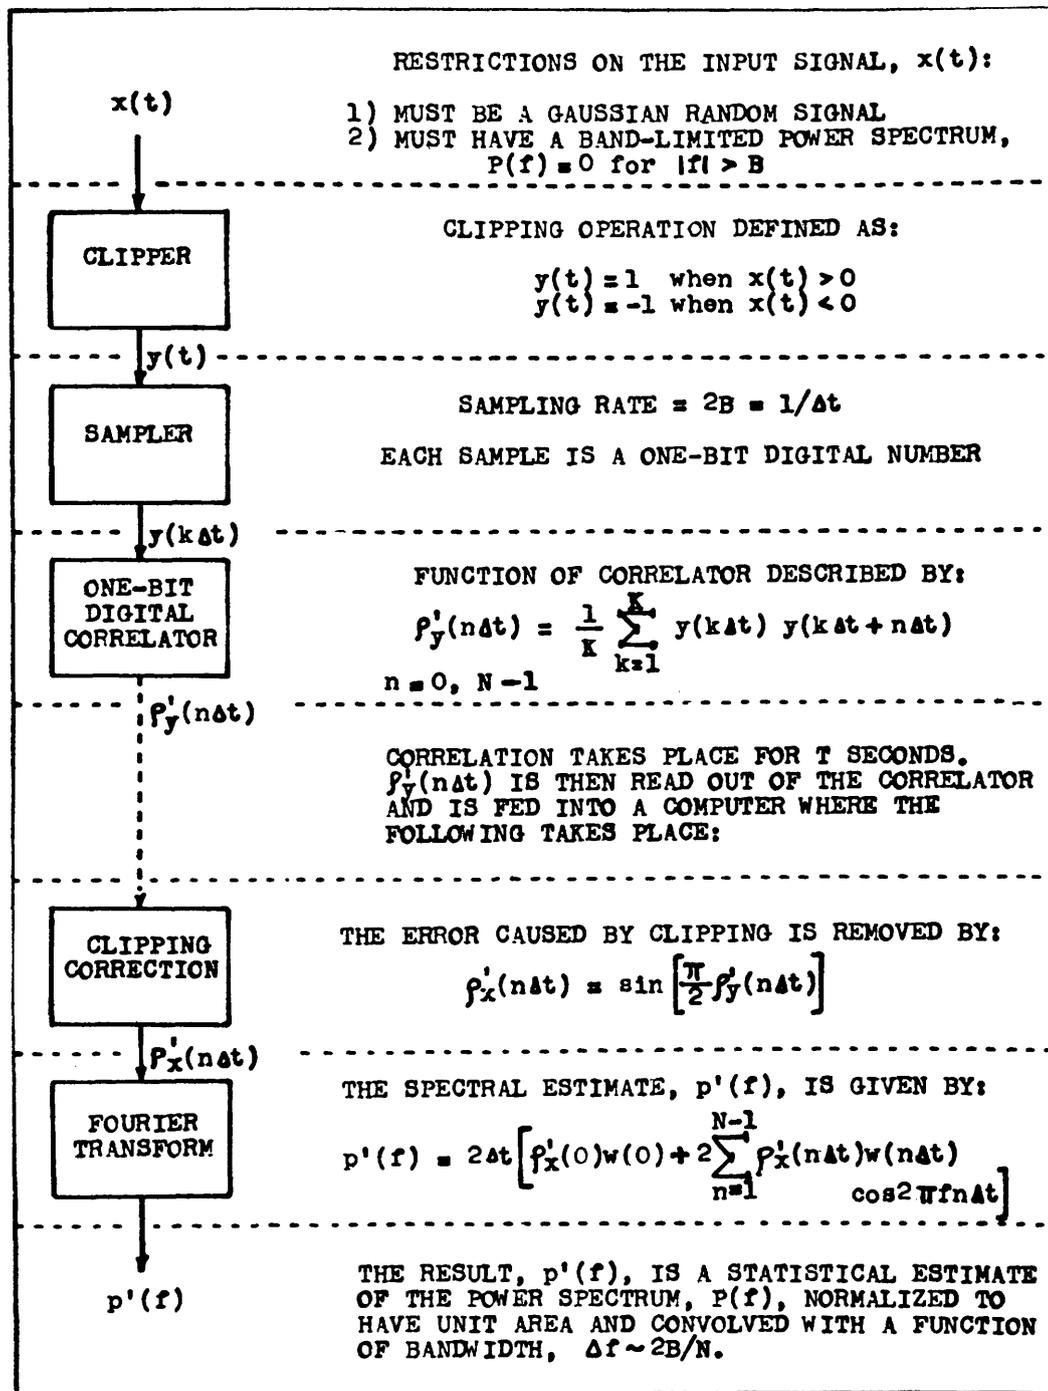 RESTRICTIONS ON THE INPUT SIGNAL, x(t):
x(t)
1) MUST BE A GAUSSIAN RANDOM SIGNAL
2) MUST HAVE A BAND-LIMITED POWER SPECTRUM,
P(f) = 0 for |f| > B
CLIPPER
CLIPPING OPERATION DEFINED AS:
y(t) = 1 when x(t) > 0
y(t) = -1 when x(t) < 0
y(t)
SAMPLER
SAMPLING RATE = 2B = 1/Δt
EACH SAMPLE IS A ONE-BIT DIGITAL NUMBER
y(kΔt)
ONE-BIT
DIGITAL
CORRELATOR
FUNCTION OF CORRELATOR DESCRIBED BY:
ρ'y(nΔt) = 1/K ∑ k=1 K y(kΔt) y(kΔt + nΔt)
n = 0, N - 1
ρ'y(nΔt)
CORRELATION TAKES PLACE FOR T SECONDS.
ρ'y(nΔt) IS THEN READ OUT OF THE CORRELATOR
AND IS FED INTO A COMPUTER WHERE THE
FOLLOWING TAKES PLACE:
CLIPPING
CORRECTION
THE ERROR CAUSED BY CLIPPING IS REMOVED BY:
ρ'x(nΔt) = sin [π/2 ρ'y(nΔt)]
ρ'x(nΔt)
FOURIER
TRANSFORM
THE SPECTRAL ESTIMATE, p'(f), IS GIVEN BY:
p'(f) = 2Δt [ρ'x(0)w(0) + 2 ∑ n=1 N-1 ρ'x(nΔt)w(nΔt)
cos2πfnΔt]
p'(f)
THE RESULT, p'(f), IS A STATISTICAL ESTIMATE
OF THE POWER SPECTRUM, P(f), NORMALIZED TO
HAVE UNIT AREA AND CONVOLVED WITH A FUNCTION
OF BANDWIDTH, Δf ~ 2B/N.